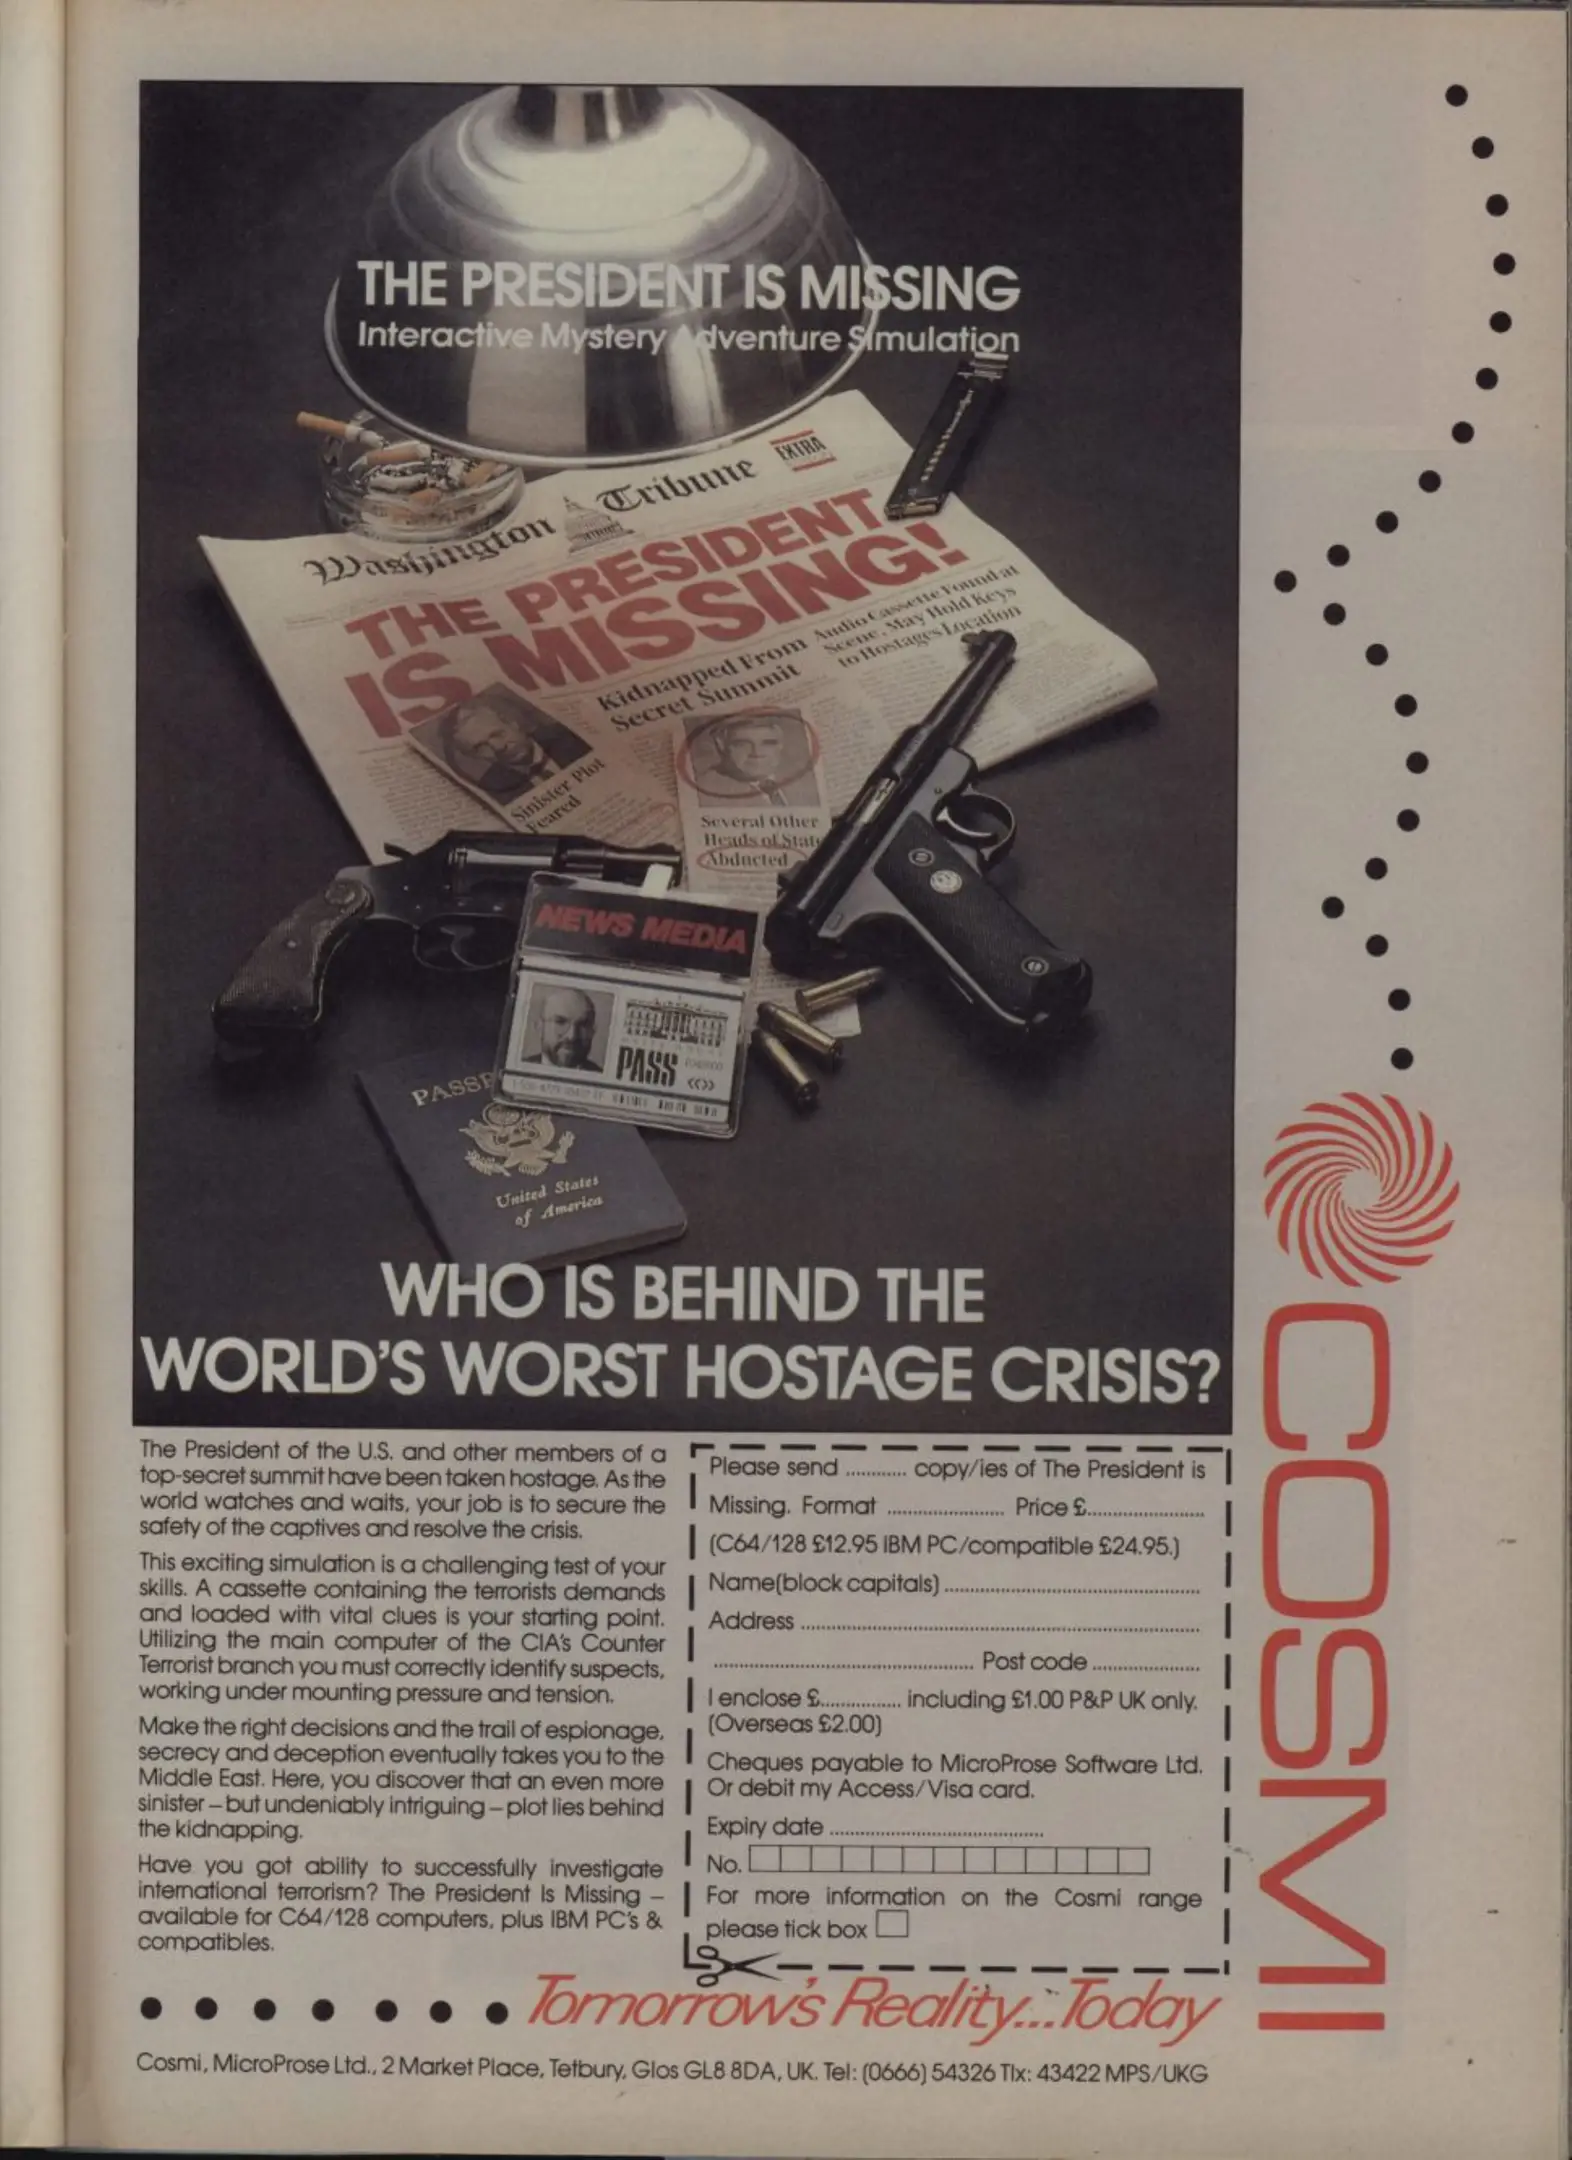 THE PRESIDENT IS MISSING
Interactive Mystery Adventure Simulation
Washington Tribune
EXTRA
THE PRESIDENT
IS MISSING!
Kidnapped From
Secret Summit
Audio Cassette Found at
Scene, May Hold Keys
to Hostages Location
Sinister Plot
Feared
Several Other
Heads of State
Abducted
NEWS MEDIA
PASS
PASSP
United States
of America
WHO IS BEHIND THE
WORLD'S WORST HOSTAGE CRISIS?
The President of the U.S. and other members of a
top-secret summit have been taken hostage. As the
world watches and waits, your job is to secure the
safety of the captives and resolve the crisis.
This exciting simulation is a challenging test of your
skills. A cassette containing the terrorists demands
and loaded with vital clues is your starting point.
Utilizing the main computer of the CIA's Counter
Terrorist branch you must correctly identify suspects,
working under mounting pressure and tension.
Make the right decisions and the trail of espionage,
secrecy and deception eventually takes you to the
Middle East. Here, you discover that an even more
sinister – but undeniably intriguing – plot lies behind
the kidnapping.
Have you got ability to successfully investigate
international terrorism? The President Is Missing –
available for C64/128 computers, plus IBM PC's &
compatibles.
Please send ............ copy/ies of The President is
Missing. Format ....................... Price £.......................
(C64/128 £12.95 IBM PC/compatible £24.95.)
Name(block capitals) ..................................................
Address ..............................................................................
................................................... Post code .....................
I enclose £................ including £1.00 P&P UK only.
(Overseas £2.00)
Cheques payable to MicroProse Software Ltd.
Or debit my Access/Visa card.
Expiry date ..........................................
No.
For more information on the Cosmi range
please tick box
Tomorrow's Reality...Today
Cosmi, MicroProse Ltd., 2 Market Place, Tetbury, Glos GL8 8DA, UK. Tel: (0666) 54326 Tlx: 43422 MPS/UKG
COSMI